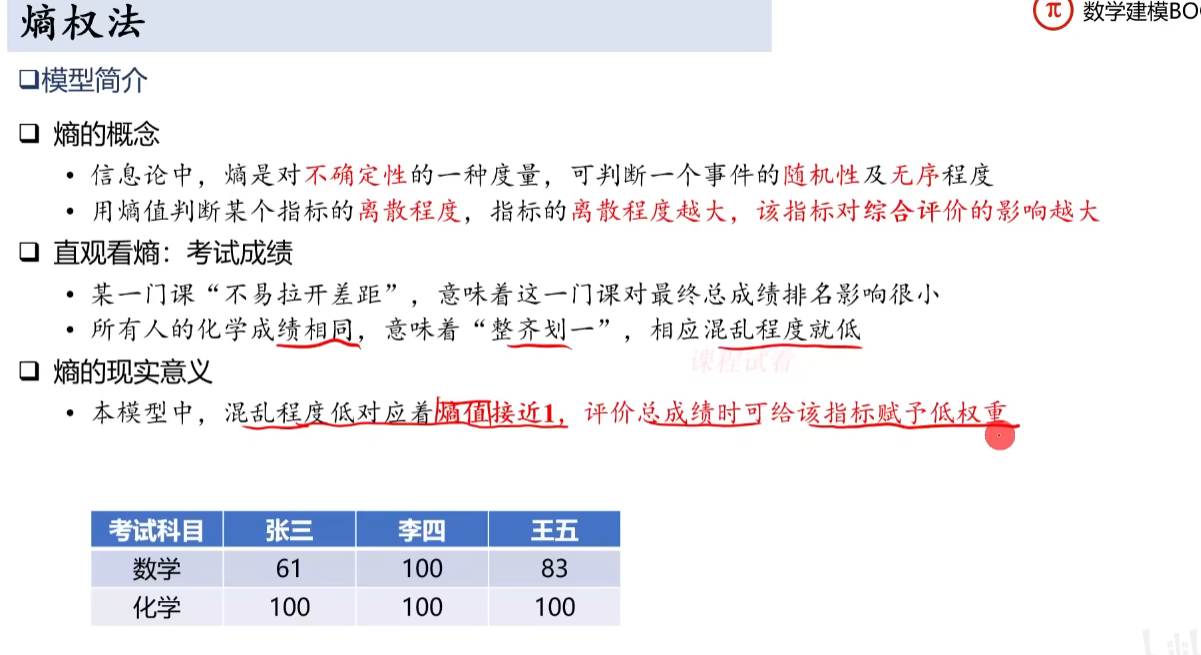 熵权法
π 数学建模BO
❑模型简介
❑ 熵的概念
• 信息论中，熵是对不确定性的一种度量，可判断一个事件的随机性及无序程度
• 用熵值判断某个指标的离散程度，指标的离散程度越大，该指标对综合评价的影响越大
❑ 直观看熵：考试成绩
• 某一门课“不易拉开差距”，意味着这一门课对最终总成绩排名影响很小
• 所有人的化学成绩相同，意味着“整齐划一”，相应混乱程度就低
课程试看
❑ 熵的现实意义
• 本模型中，混乱程度低对应着熵值接近1，评价总成绩时可给该指标赋予低权重
考试科目 张三 李四 王五
数学 61 100 83
化学 100 100 100